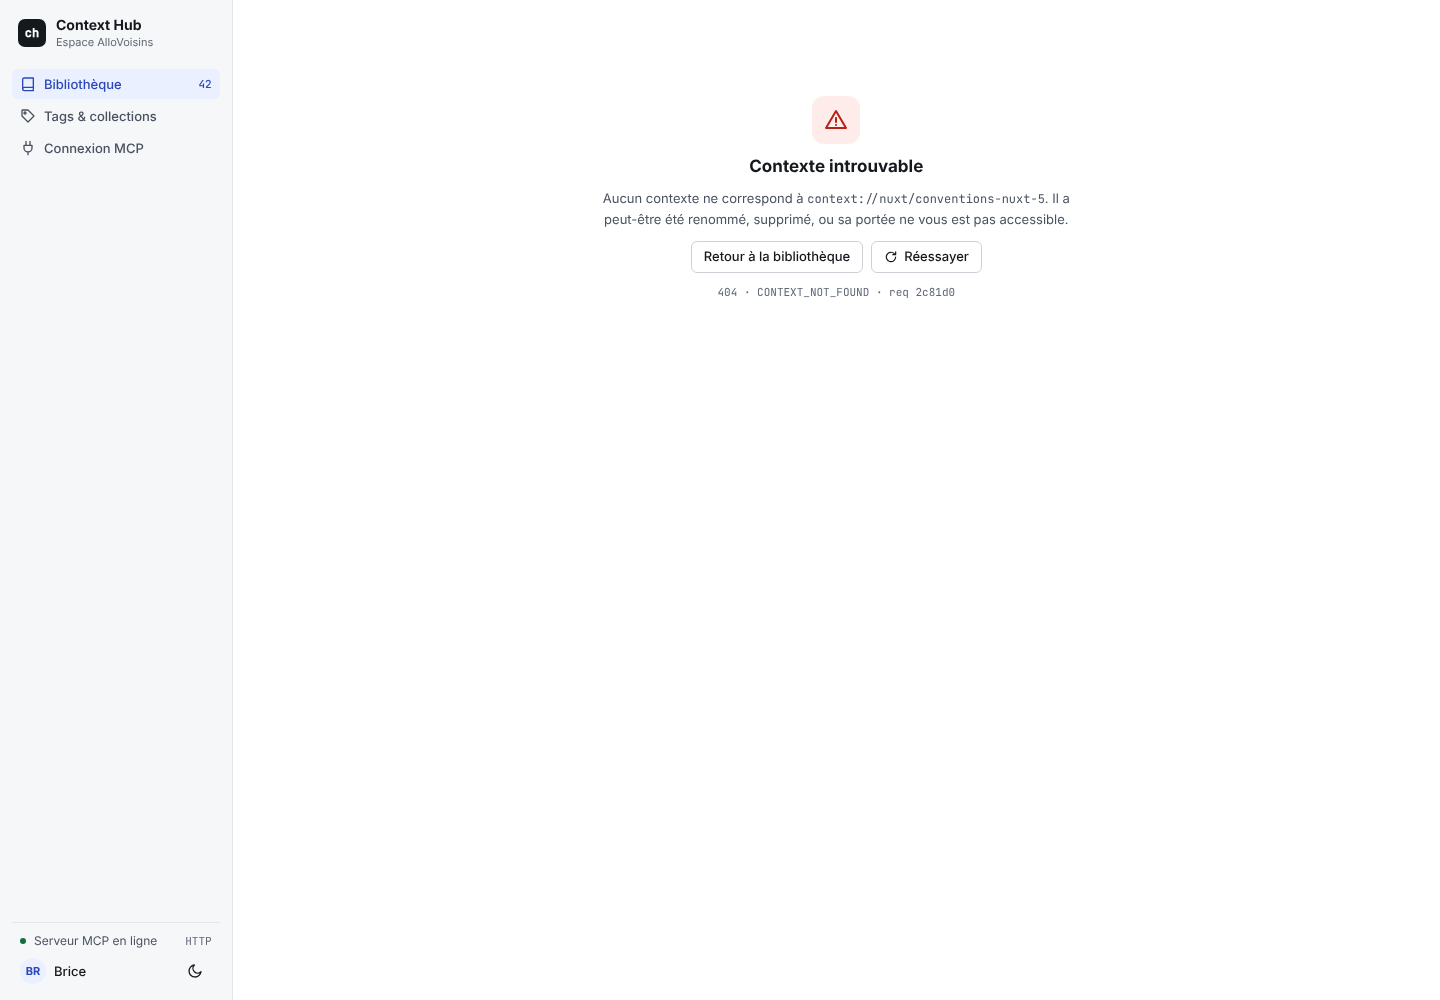 ch
Context Hub
Espace AlloVoisins
Bibliothèque 42
Tags & collections
Connexion MCP
Contexte introuvable
Aucun contexte ne correspond à context://nuxt/conventions-nuxt-5. Il a
peut-être été renommé, supprimé, ou sa portée ne vous est pas accessible.
Retour à la bibliothèque Réessayer
404 · CONTEXT_NOT_FOUND · req 2c81d0
Serveur MCP en ligne HTTP
BR Brice